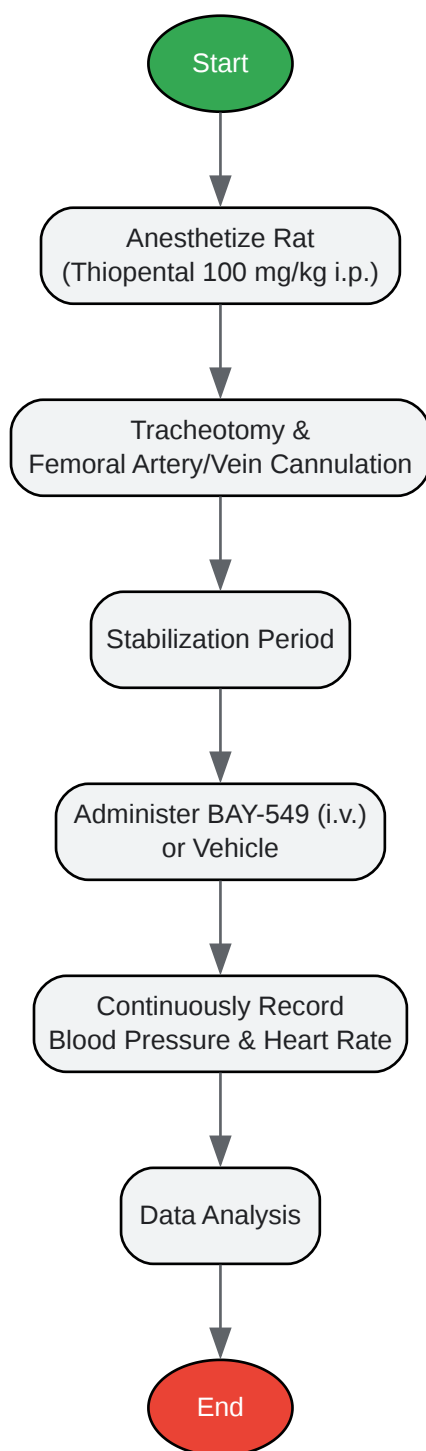 Start
Anesthetize Rat
(Thiopental 100 mg/kg i.p.)
Tracheotomy &
Femoral Artery/Vein Cannulation
Stabilization Period
Administer BAY-549 (i.v.)
or Vehicle
Continuously Record
Blood Pressure & Heart Rate
Data Analysis
End